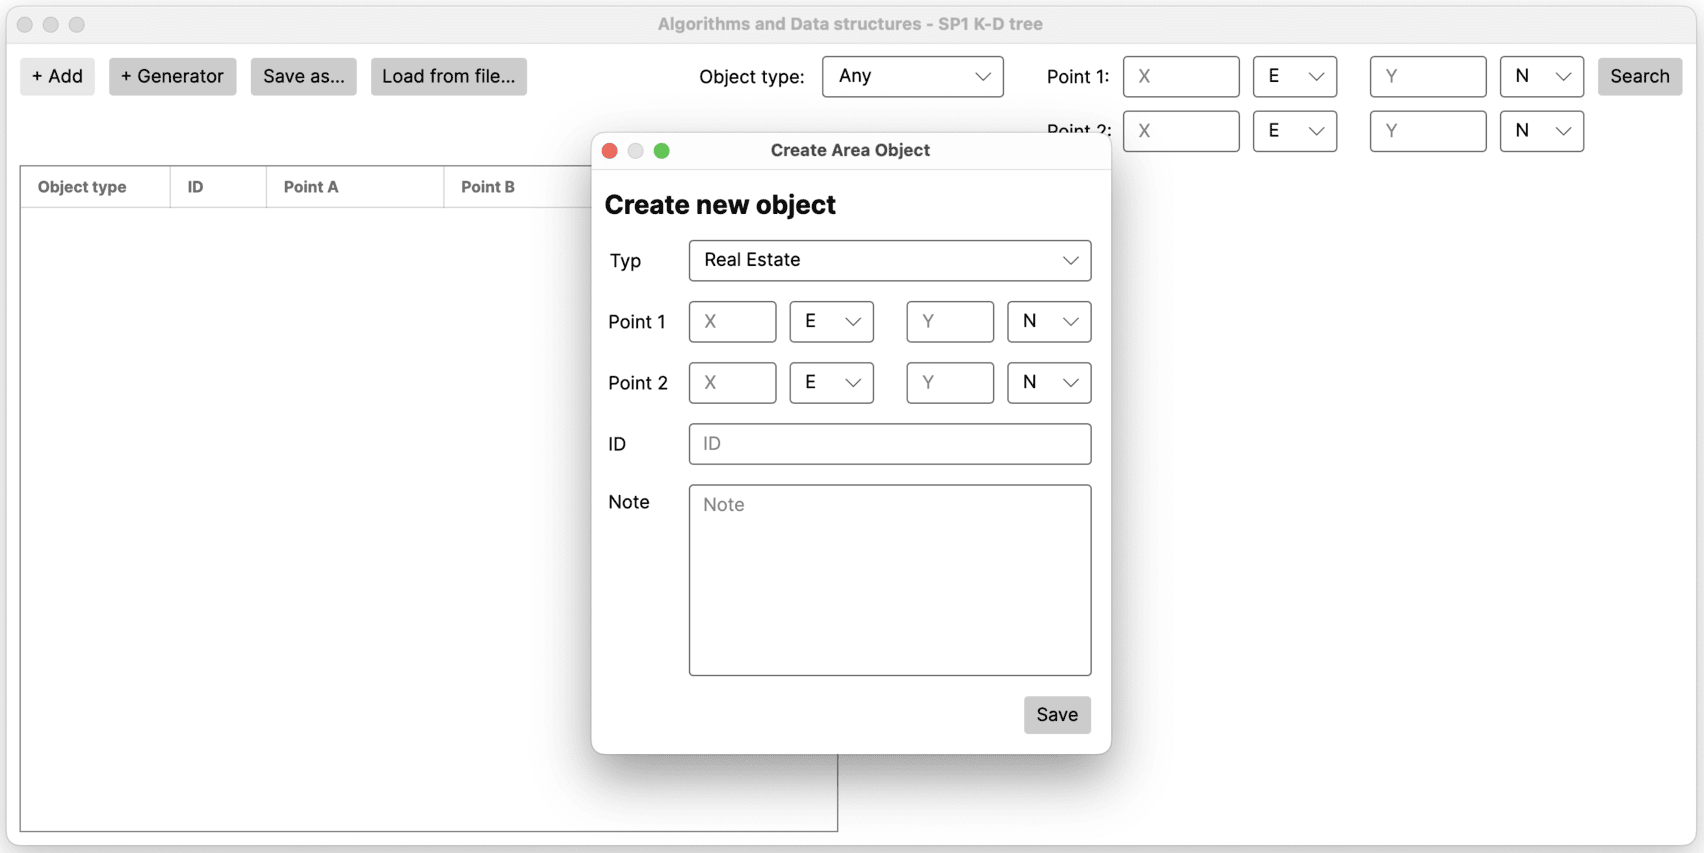 Algorithms and Data structures - SP1 K-D tree
+ Add + Generator Save as... Load from file... Object type: Any Point 1: X E Y N Search
Point 2: X E Y N
Object type ID Point A Point B
Create Area Object
Create new object
Typ Real Estate
Point 1 X E Y N
Point 2 X E Y N
ID ID
Note Note
Save